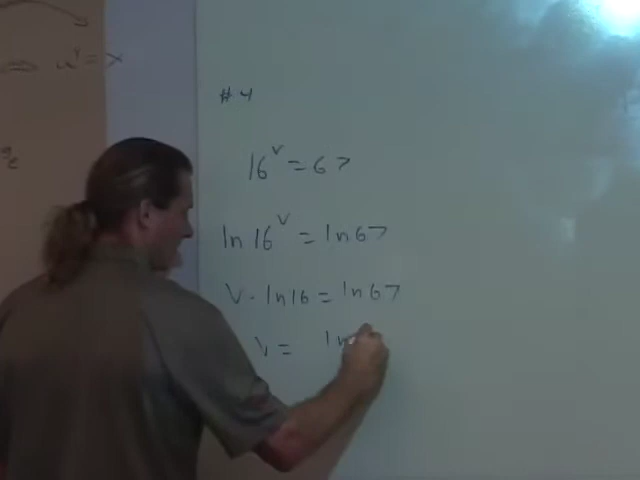 #4
16^v = 67
ln 16^v = ln 67
v · ln 16 = ln 67
v = ln